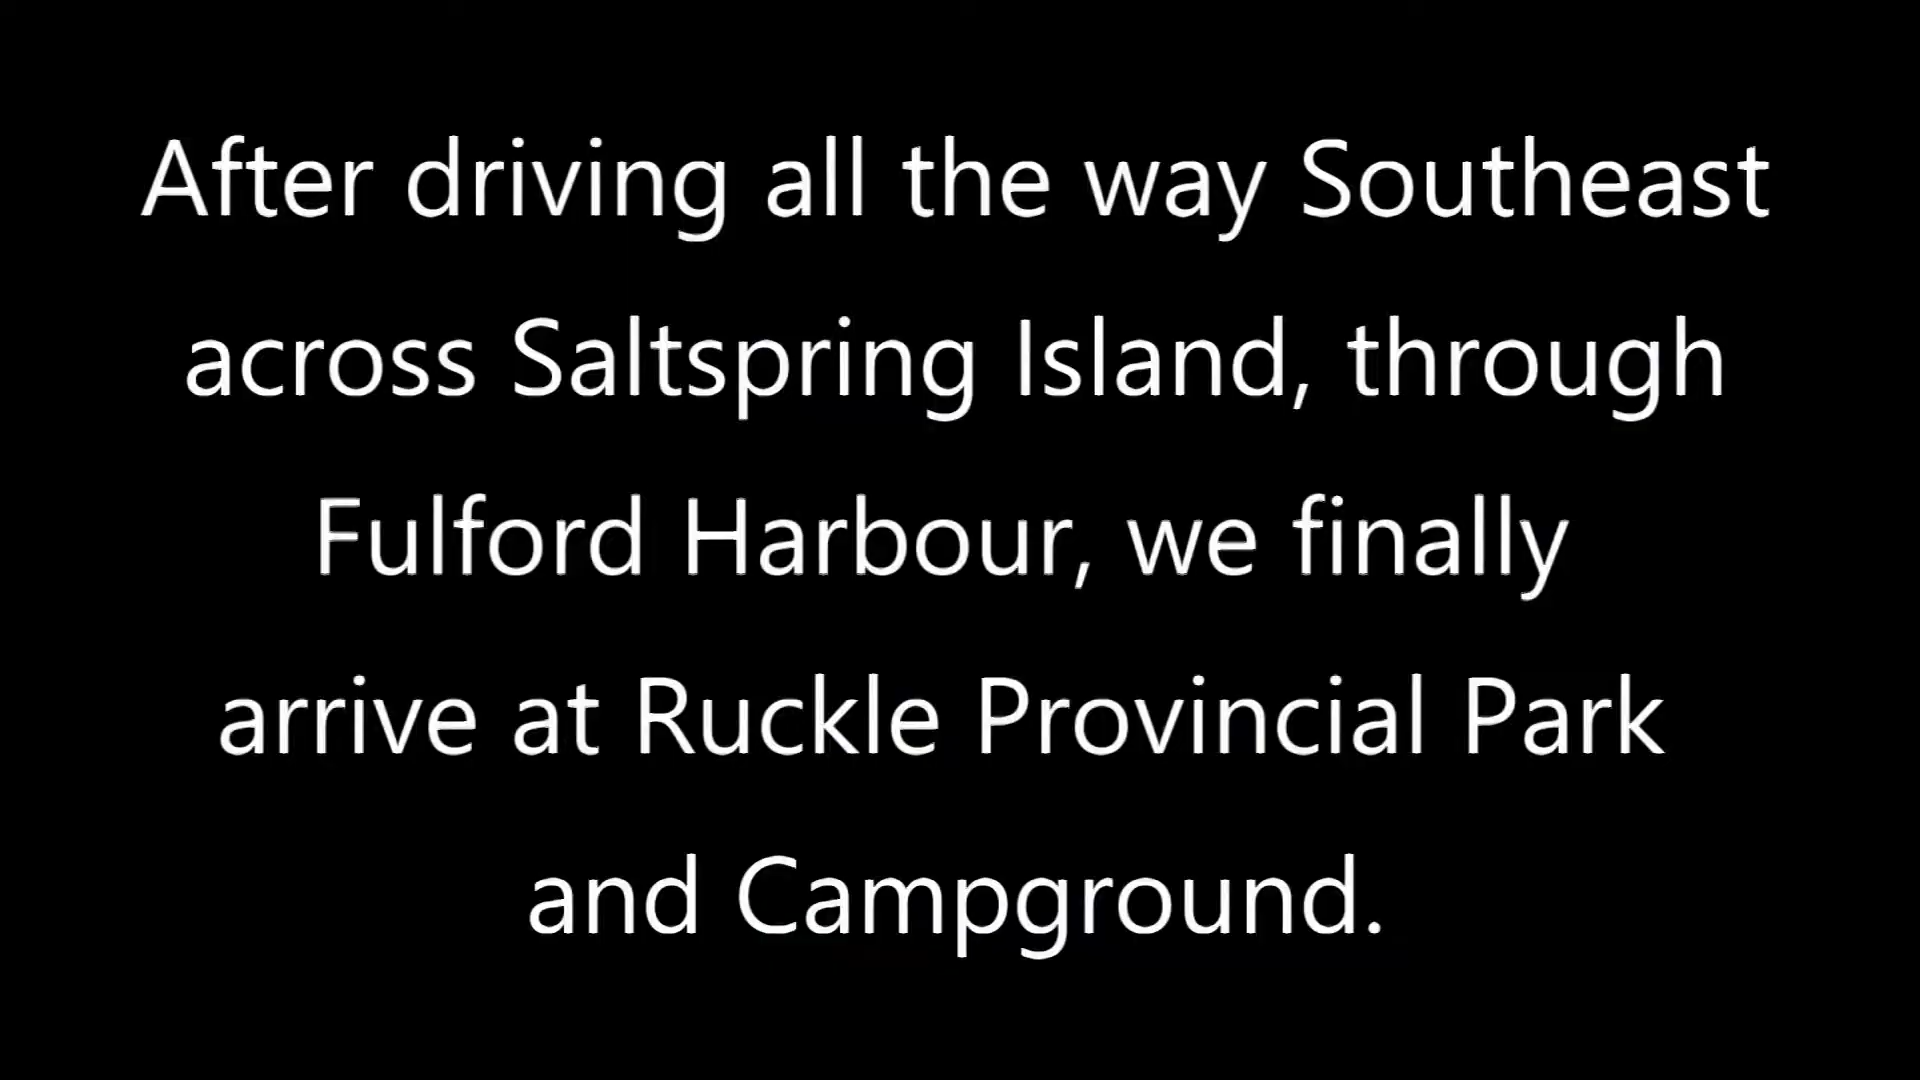 After driving all the way Southeast
across Saltspring Island, through
Fulford Harbour, we finally
arrive at Ruckle Provincial Park
and Campground.